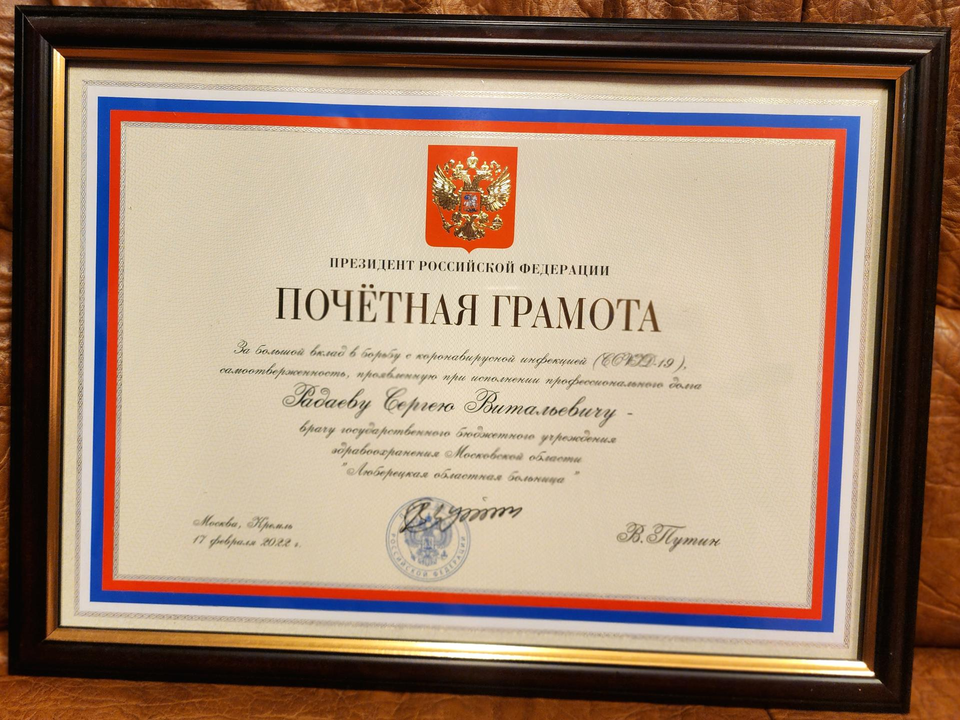 ПРЕЗИДЕНТ РОССИЙСКОЙ ФЕДЕРАЦИИ
ПОЧЁТНАЯ ГРАМОТА
За большой вклад в борьбу с коронавирусной инфекцией (COVID-19),
самоотверженность, проявленную при исполнении профессионального долга
Радаеву Сергею Витальевичу -
врачу государственного бюджетного учреждения
здравоохранения Московской области
"Люберецкая областная больница"
Москва, Кремль
17 февраля 2022 г.
РОССИЙСКОЙ ФЕДЕРАЦИИ
В.Путин